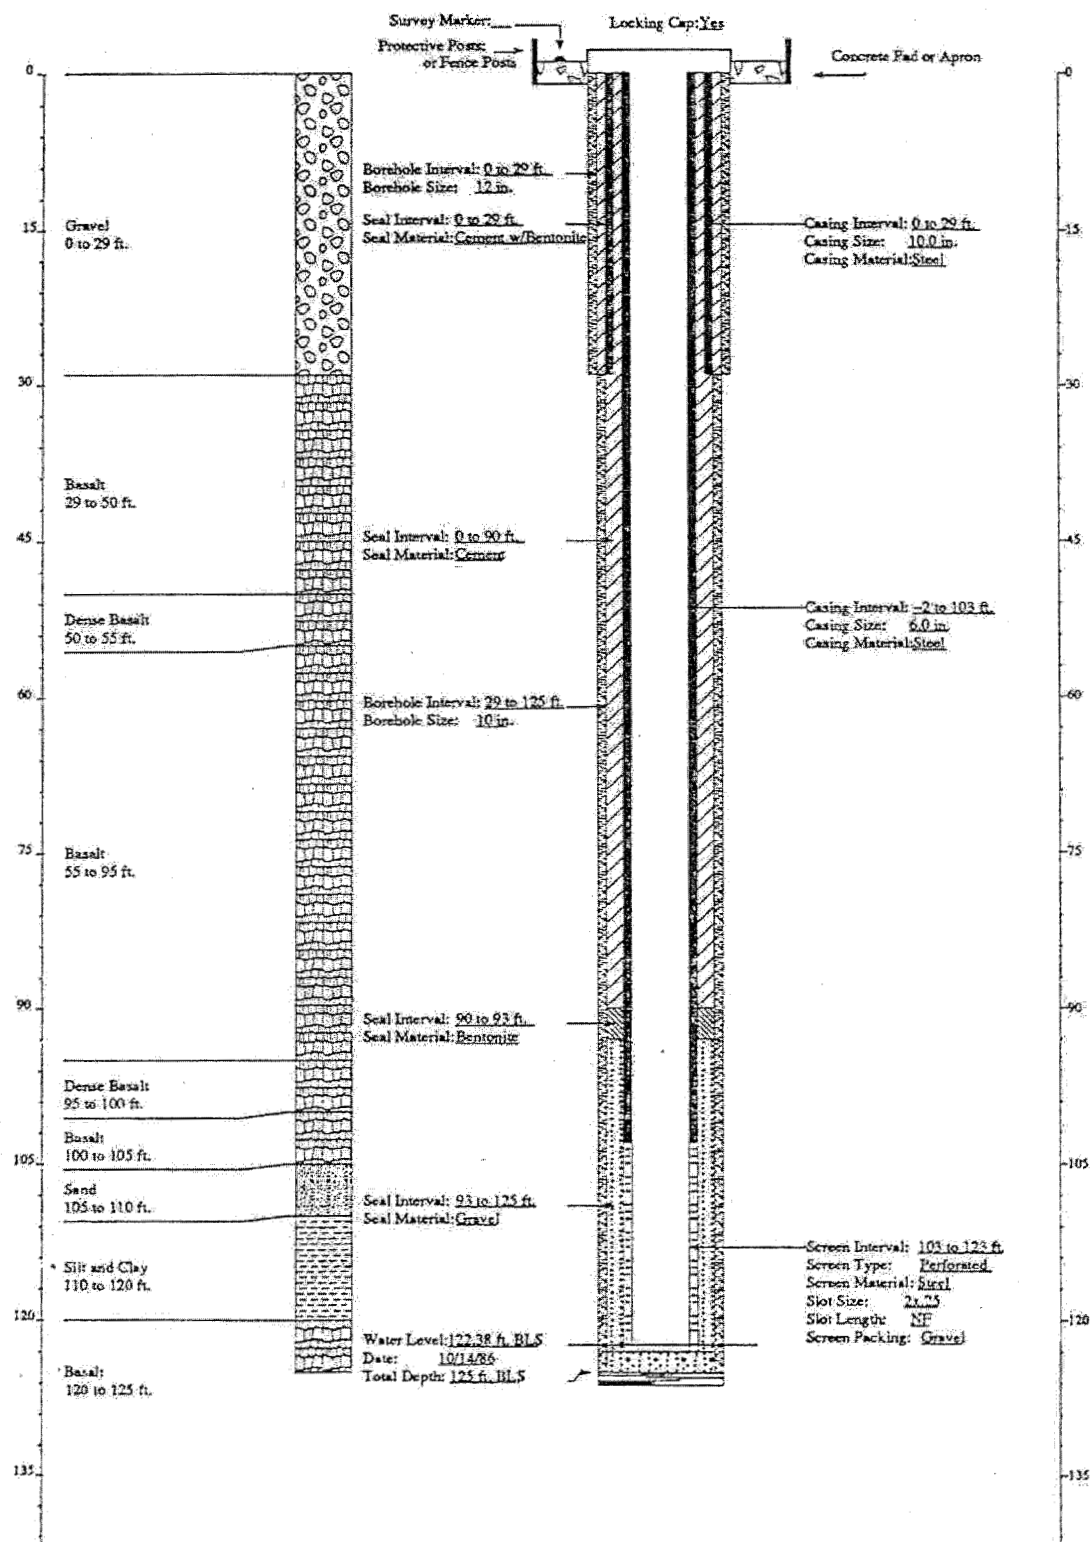 Survey Marker:
Locking Cap: Yes
Protective Posts:
or Fence Posts
Concrete Pad or Apron
0
0
Borehole Interval: 0 to 29 ft.
Borehole Size: 12 in.
Seal Interval: 0 to 29 ft.
Seal Material: Cement w/Bentonite
Gravel
0 to 29 ft.
15
Casing Interval: 0 to 29 ft.
Casing Size: 10.0 in.
Casing Material: Steel
15
30
30
Basalt
29 to 50 ft.
45
Seal Interval: 0 to 90 ft.
Seal Material: Cement
45
Dense Basalt
50 to 55 ft.
Casing Interval: -2 to 103 ft.
Casing Size: 6.0 in.
Casing Material: Steel
60
60
Borehole Interval: 29 to 125 ft.
Borehole Size: 10 in.
75
75
Basalt
55 to 95 ft.
90
90
Seal Interval: 90 to 93 ft.
Seal Material: Bentonite
Dense Basalt
95 to 100 ft.
Basalt
100 to 105 ft.
105
105
Sand
105 to 110 ft.
Seal Interval: 93 to 125 ft.
Seal Material: Gravel
Silt and Clay
110 to 120 ft.
Screen Interval: 103 to 123 ft.
Screen Type: Perforated
Screen Material: Steel
Slot Size: 2x.25
Slot Length: NF
Screen Packing: Gravel
120
120
Water Level: 122.38 ft. BLS
Date: 10/14/86
Total Depth: 125 ft. BLS
Basalt
120 to 125 ft.
135
135